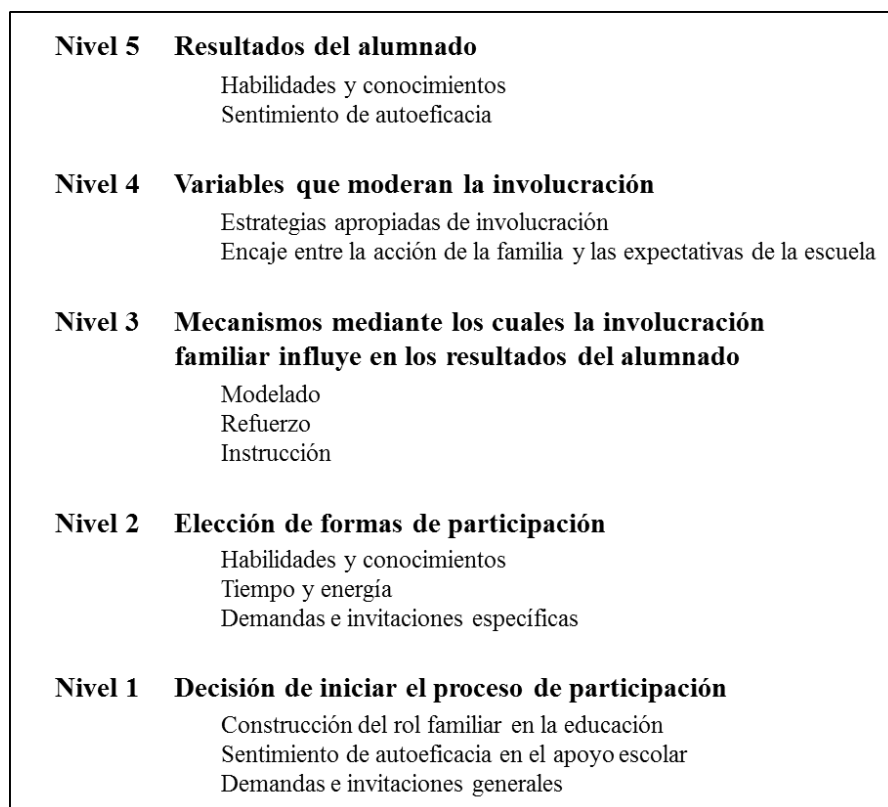 Nivel 5 Resultados del alumnado
Habilidades y conocimientos
Sentimiento de autoeficacia
Nivel 4 Variables que moderan la involucración
Estrategias apropiadas de involucración
Encaje entre la acción de la familia y las expectativas de la escuela
Nivel 3 Mecanismos mediante los cuales la involucración
familiar influye en los resultados del alumnado
Modelado
Refuerzo
Instrucción
Nivel 2 Elección de formas de participación
Habilidades y conocimientos
Tiempo y energía
Demandas e invitaciones específicas
Nivel 1 Decisión de iniciar el proceso de participación
Construcción del rol familiar en la educación
Sentimiento de autoeficacia en el apoyo escolar
Demandas e invitaciones generales